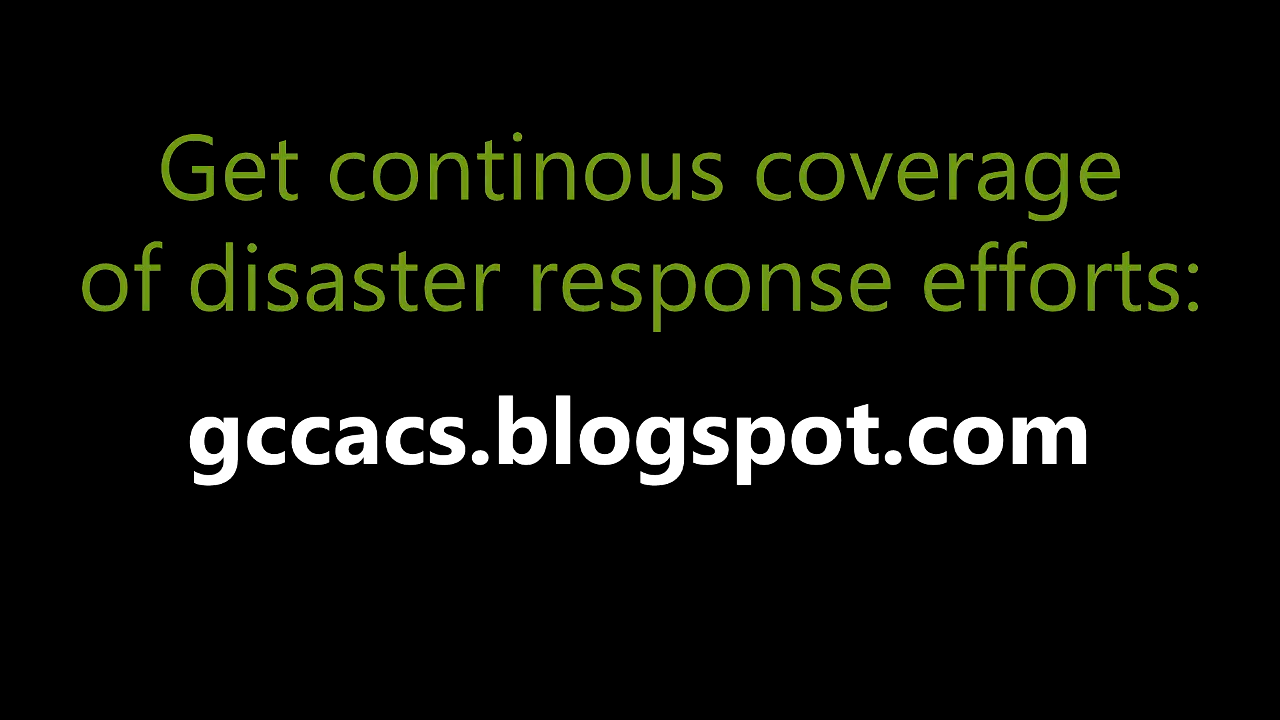 Get continous coverage
of disaster response efforts:
gccacs.blogspot.com